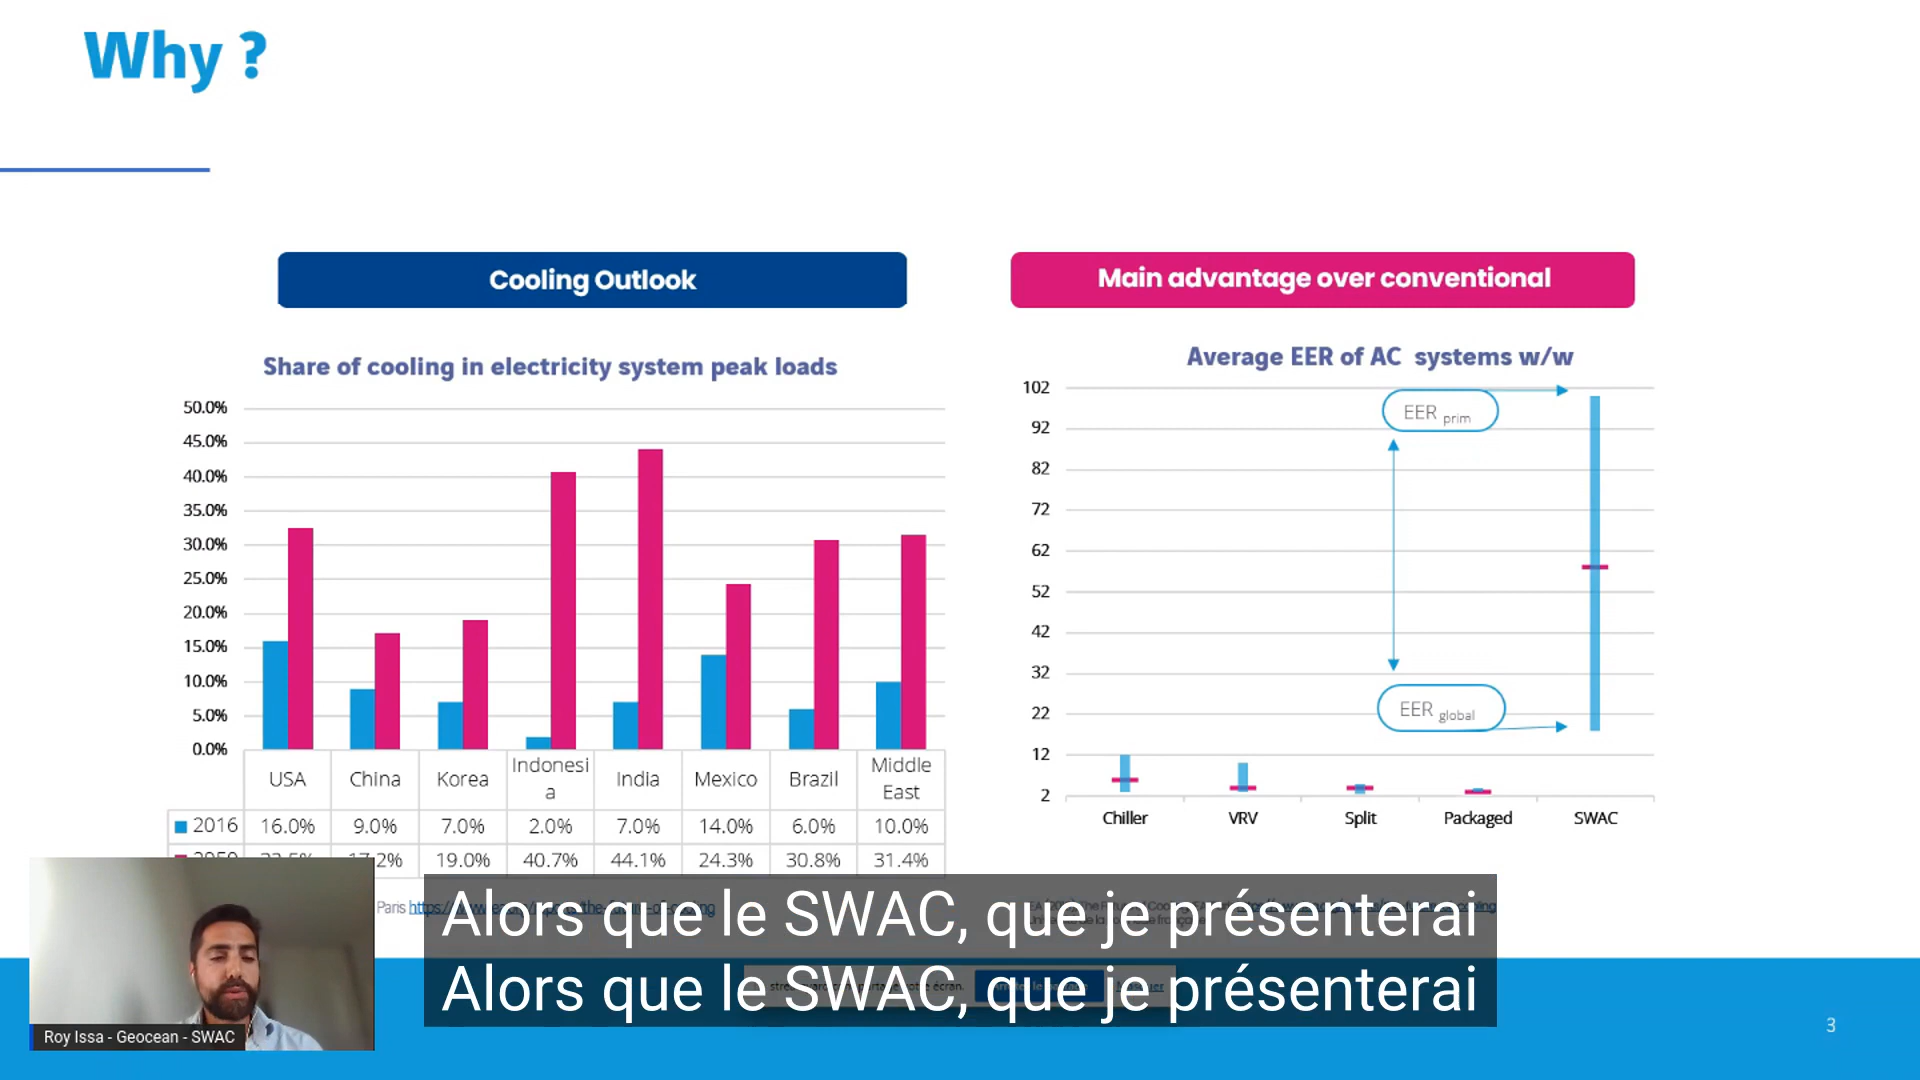 Why ?
Cooling Outlook
Main advantage over conventional
Share of cooling in electricity system peak loads
50.0%
45.0%
40.0%
35.0%
30.0%
25.0%
20.0%
15.0%
10.0%
5.0%
0.0%
USA China Korea Indonesi a India Mexico Brazil Middle East
2016 16.0% 9.0% 7.0% 2.0% 7.0% 14.0% 6.0% 10.0%
19.0% 40.7% 44.1% 24.3% 30.8% 31.4%
Average EER of AC systems w/w
102
92
82
72
62
52
42
32
22
12
2
EER prim
EER global
Chiller VRV Split Packaged SWAC
Paris
Alors que le SWAC, que je présenterai
Alors que le SWAC, que je présenterai
Roy Issa - Geocean - SWAC
3